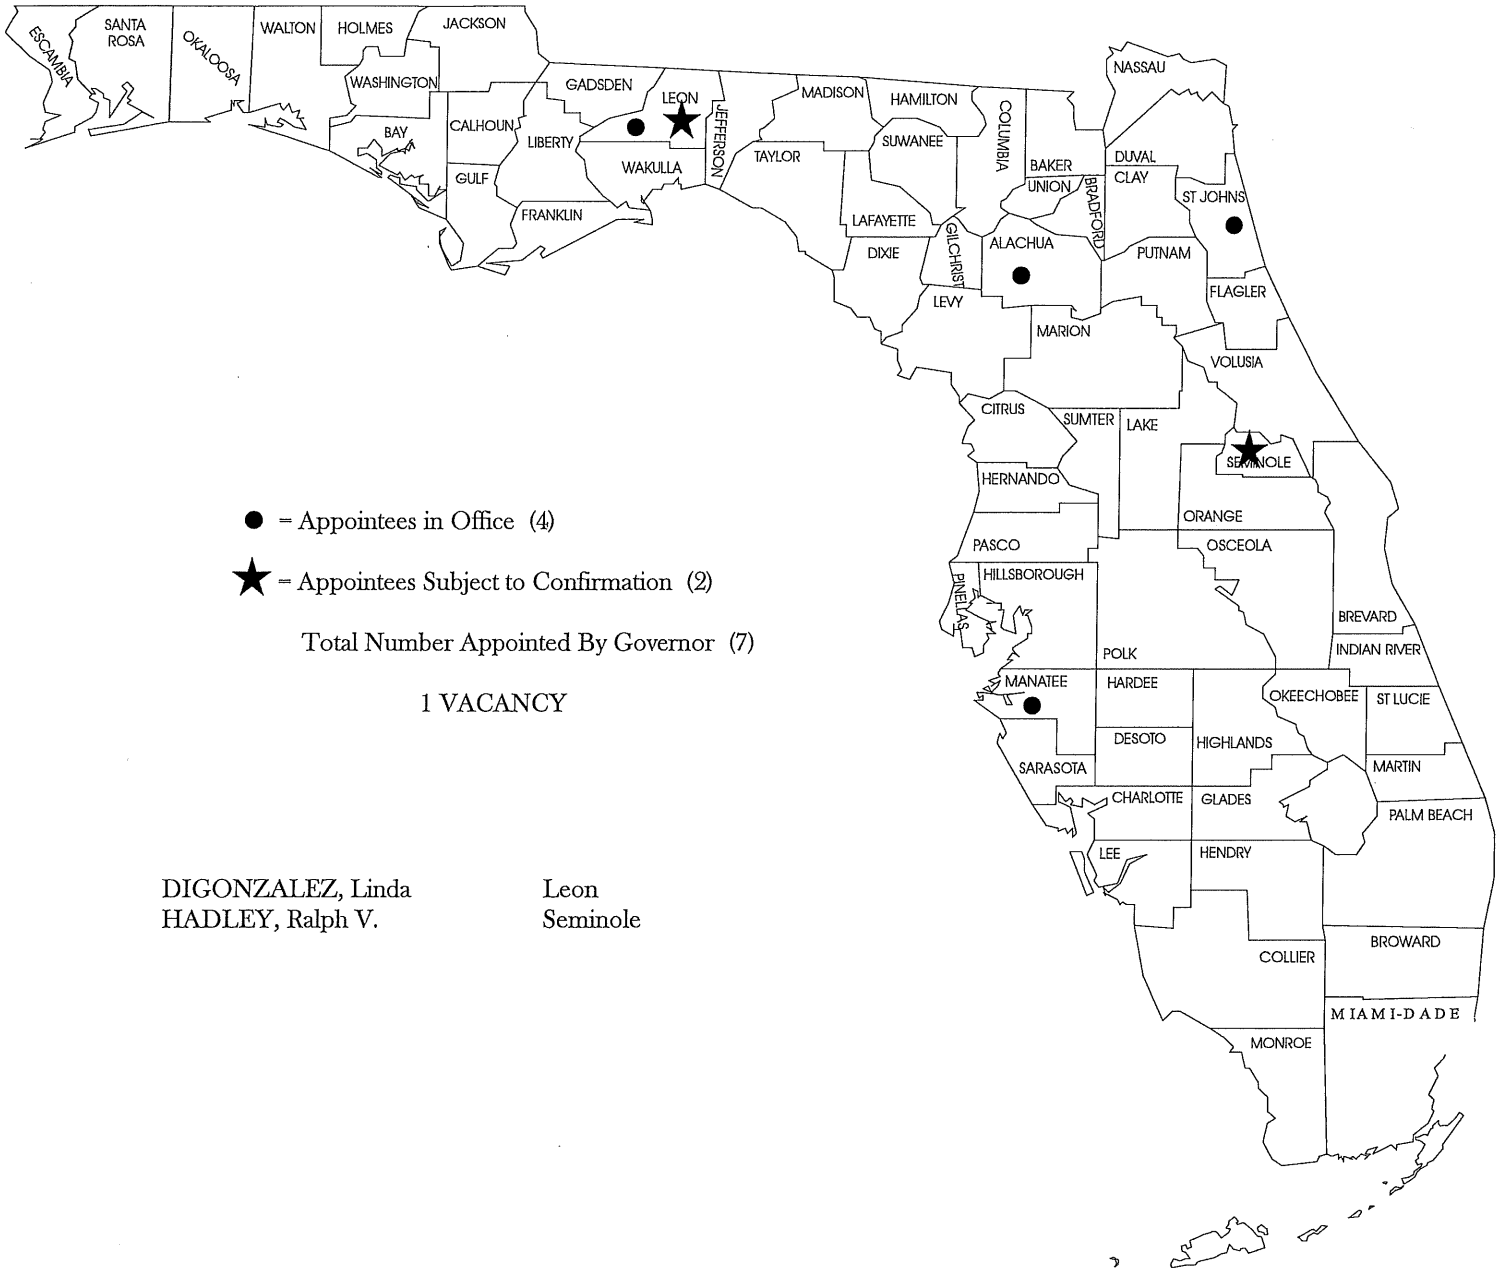 ESCAMBIA
SANTA
ROSA
OKALOOSA
WALTON
HOLMES
JACKSON
WASHINGTON
BAY
CALHOUN
GULF
GADSDEN
LIBERTY
FRANKLIN
LEON
WAKULLA
JEFFERSON
MADISON
TAYLOR
HAMILTON
SUWANEE
LAFAYETTE
DIXIE
COLUMBIA
GILCHRIST
BAKER
UNION
BRADFORD
ALACHUA
LEVY
NASSAU
DUVAL
CLAY
ST JOHNS
PUTNAM
FLAGLER
MARION
VOLUSIA
CITRUS
SUMTER
LAKE
SEMINOLE
HERNANDO
ORANGE
PASCO
OSCEOLA
PINELLAS
HILLSBOROUGH
POLK
BREVARD
INDIAN RIVER
MANATEE
HARDEE
OKEECHOBEE
ST LUCIE
DESOTO
HIGHLANDS
SARASOTA
MARTIN
CHARLOTTE
GLADES
PALM BEACH
LEE
HENDRY
BROWARD
COLLIER
MIAMI-DADE
MONROE
= Appointees in Office (4)
= Appointees Subject to Confirmation (2)
Total Number Appointed By Governor (7)
1 VACANCY
DIGONZALEZ, Linda Leon
HADLEY, Ralph V. Seminole